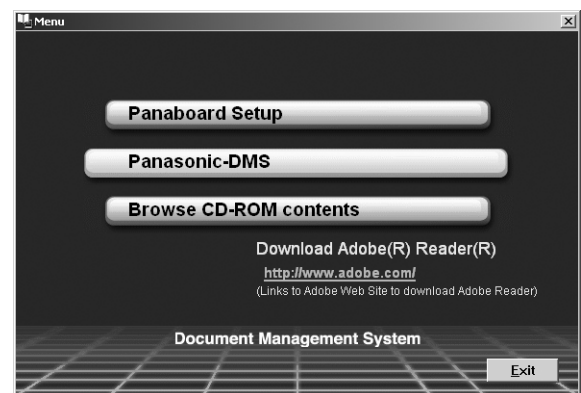 Menu
Panaboard Setup
Panasonic-DMS
Browse CD-ROM contents
Download Adobe(R) Reader(R)
http://www.adobe.com/
(Links to Adobe Web Site to download Adobe Reader)
Document Management System
Exit